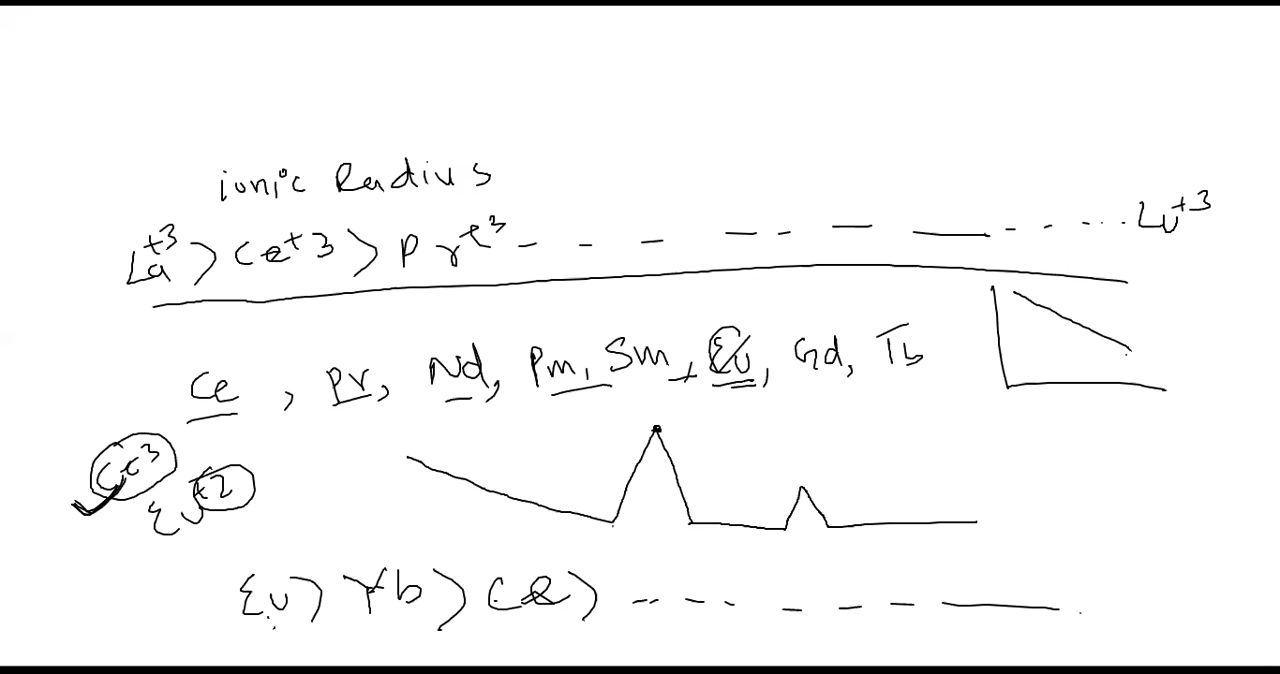 ionic Radius
La+3 > Ce+3 > Pr+3 - - - — - — — - - - ... Lu+3
Ce, Pr, Nd, Pm, Sm, Eu, Gd, Tb
Ce+3
Eu+2
Eu > Yb > Ce > - - - - - - —